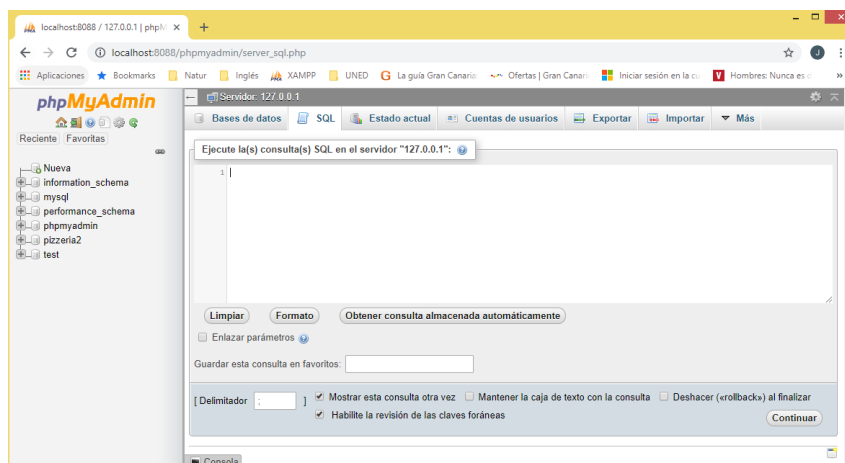 localhost:8088 / 127.0.0.1 | phpM
localhost:8088/phpmyadmin/server_sql.php
J
Aplicaciones Bookmarks Natur Inglés XAMPP UNED La guía Gran Canaria Ofertas | Gran Canari Iniciar sesión en la cu Hombres: Nunca es
phpMyAdmin
Reciente Favoritas
Nueva
information_schema
mysql
performance_schema
phpmyadmin
pizzeria2
test
Servidor: 127.0.0.1
Bases de datos SQL Estado actual Cuentas de usuarios Exportar Importar Más
Ejecute la(s) consulta(s) SQL en el servidor "127.0.0.1":
1
Limpiar Formato Obtener consulta almacenada automáticamente
Enlazar parámetros
Guardar esta consulta en favoritos:
[ Delimitador ; ] Mostrar esta consulta otra vez Mantener la caja de texto con la consulta Deshacer («rollback») al finalizar
Habilite la revisión de las claves foráneas
Continuar
Consola